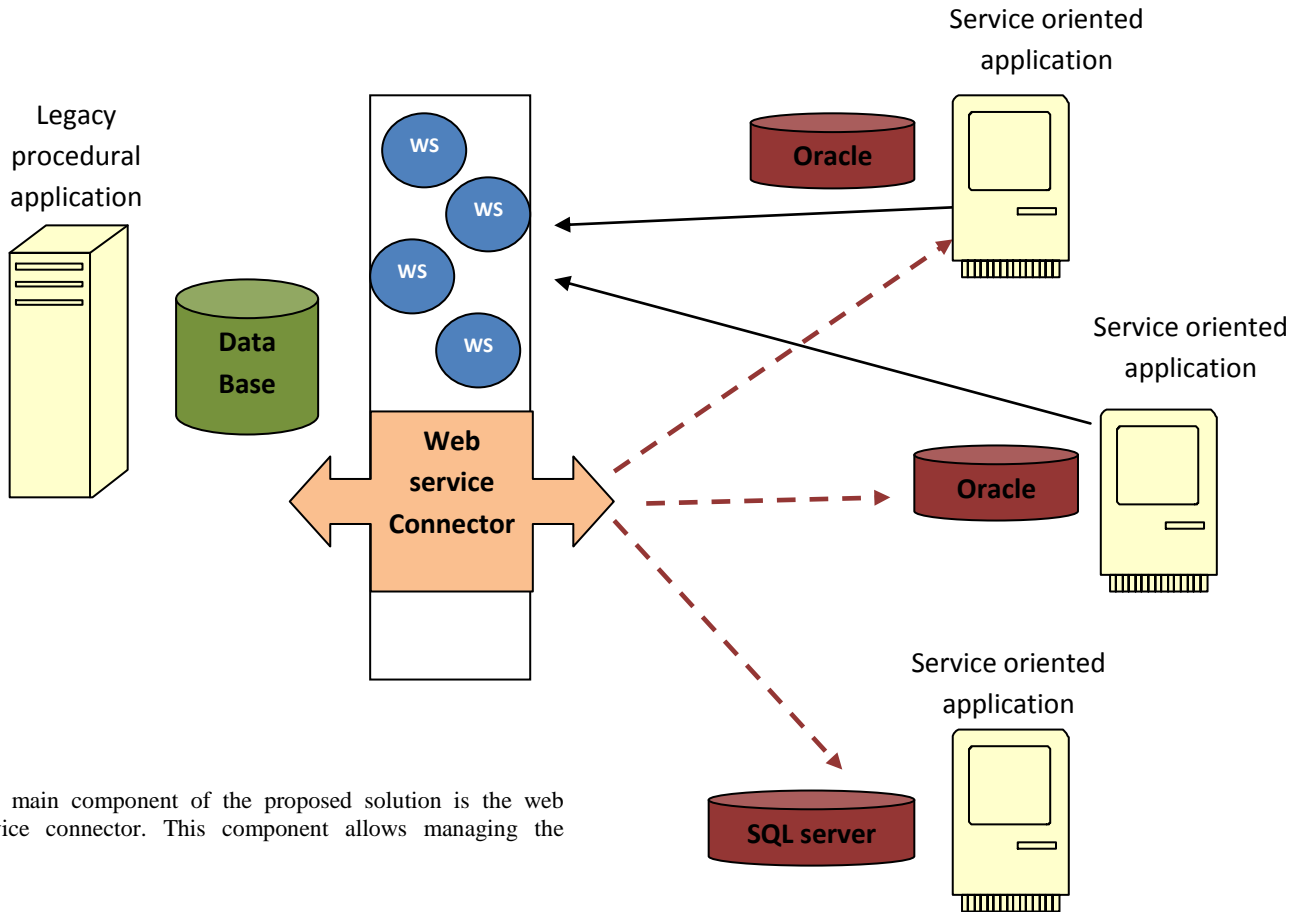 Service oriented
application
Legacy
procedural
application
WS
WS
WS
WS
Oracle
Data
Base
Service oriented
application
Web
service
Connector
Oracle
Service oriented
application
SQL server
main component of the proposed solution is the web
vice connector. This component allows managing the